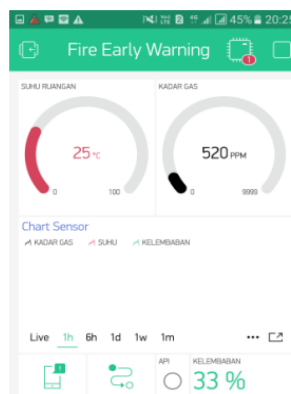 45% 20:25
Fire Early Warning
1
SUHU RUANGAN
KADAR GAS
25 °C
520 PPM
0 100
0 9999
Chart Sensor
KADAR GAS SUHU KELEMBABAN
Live 1h 6h 1d 1w 1m
API KELEMBABAN
33 %